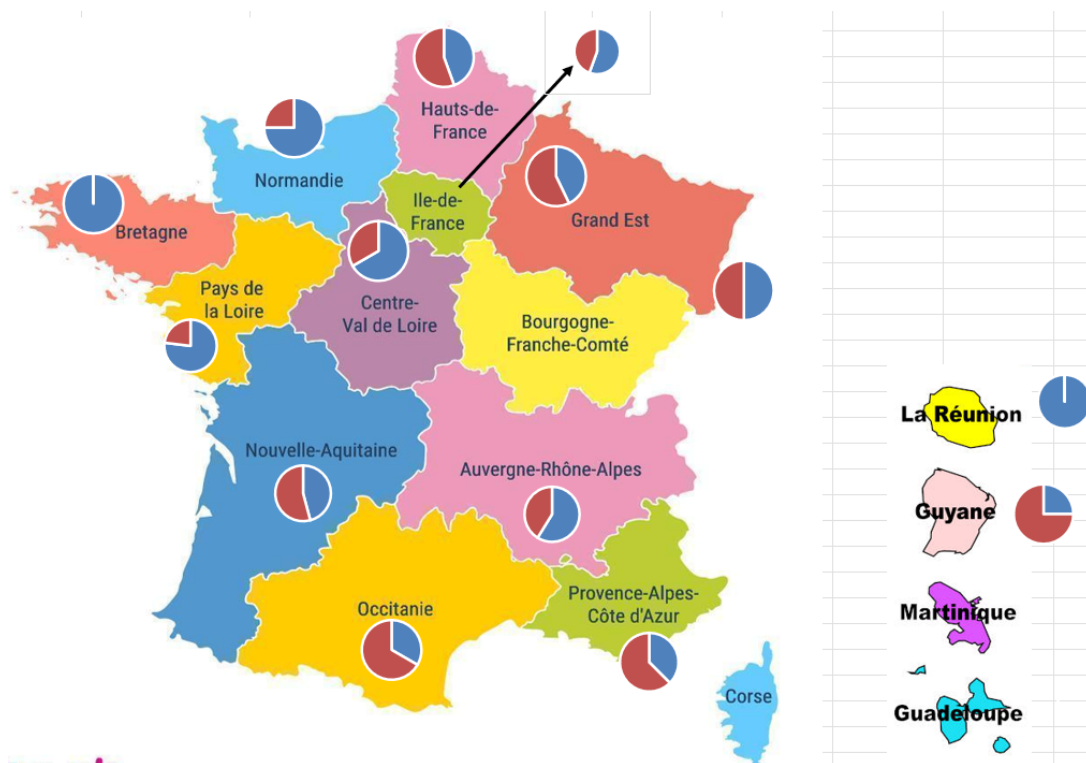 Hauts-de-
France
Normandie
Ile-de-
France
Grand Est
Bretagne
Pays de
la Loire
Centre-
Val de Loire
Bourgogne-
Franche-Comté
Nouvelle-Aquitaine
Auvergne-Rhône-Alpes
Occitanie
Provence-Alpes-
Côte d'Azur
Corse
La Réunion
Guyane
Martinique
Guadeloupe